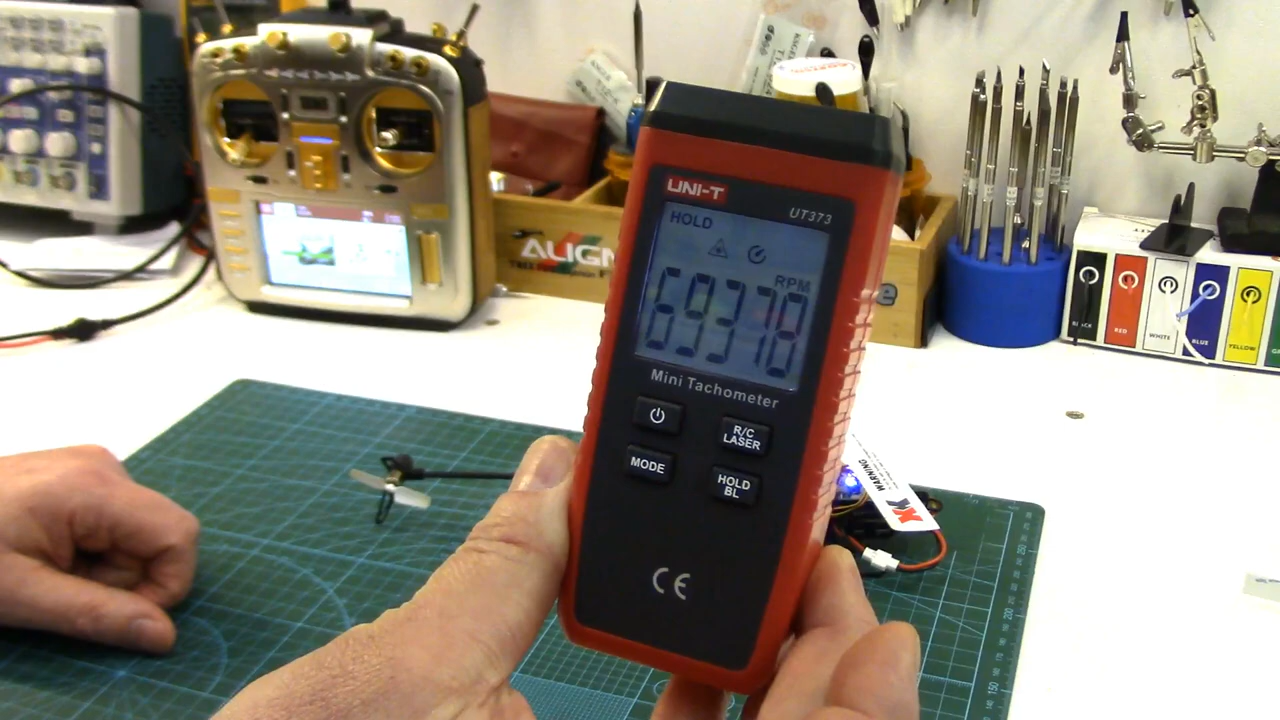 UNI-T
UT373
HOLD
RPM
69378
Mini Tachometer
R/C
LASER
MODE
HOLD
BL
CE
ALIGN
WARNING
BLACK
RED
WHITE
BLUE
YELLOW